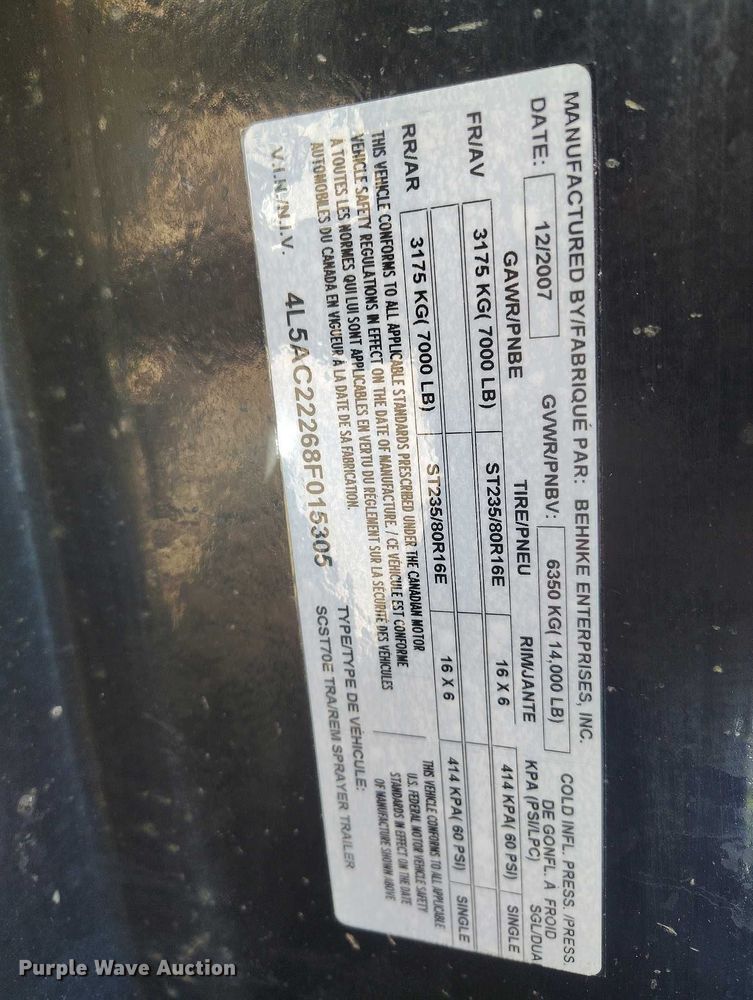 MANUFACTURED BY/FABRIQUÉ PAR: BEHNKE ENTERPRISES, INC.
DATE: 12/2007 GVWR/PNBV: 6350 KG( 14,000 LB)
COLD INFL. PRESS. /PRESS.
DE GONFL. À FROID
GAWR/PNBE TIRE/PNEU RIM/JANTE KPA (PSI/LPC) SGL/DUA
FR/AV 3175 KG( 7000 LB) ST235/80R16E 16 X 6 414 KPA( 60 PSI) SINGLE
RR/AR 3175 KG( 7000 LB) ST235/80R16E 16 X 6 414 KPA( 60 PSI) SINGLE
THIS VEHICLE CONFORMS TO ALL APPLICABLE STANDARDS PRESCRIBED UNDER THE CANADIAN MOTOR
VEHICLE SAFETY REGULATIONS IN EFFECT ON THE DATE OF MANUFACTURE. / CE VÉHICULE EST CONFORME
A TOUTES LES NORMES QUI LUI SONT APPLICABLES EN VERTU DU RÈGLEMENT SUR LA SÉCURITÉ DES VÉHICULES
AUTOMOBILES DU CANADA EN VIGUEUR À LA DATE DE SA FABRICATION.
THIS VEHICLE CONFORMS TO ALL APPLICABLE
U.S. FEDERAL MOTOR VEHICLE SAFETY
STANDARDS IN EFFECT ON THE DATE
OF MANUFACTURE SHOWN ABOVE
V.I.N./N.I.V. 4L5AC22268F015305
TYPE/TYPE DE VÉHICULE:
SCST70E TRA/REM SPRAYER TRAILER
Purple Wave Auction